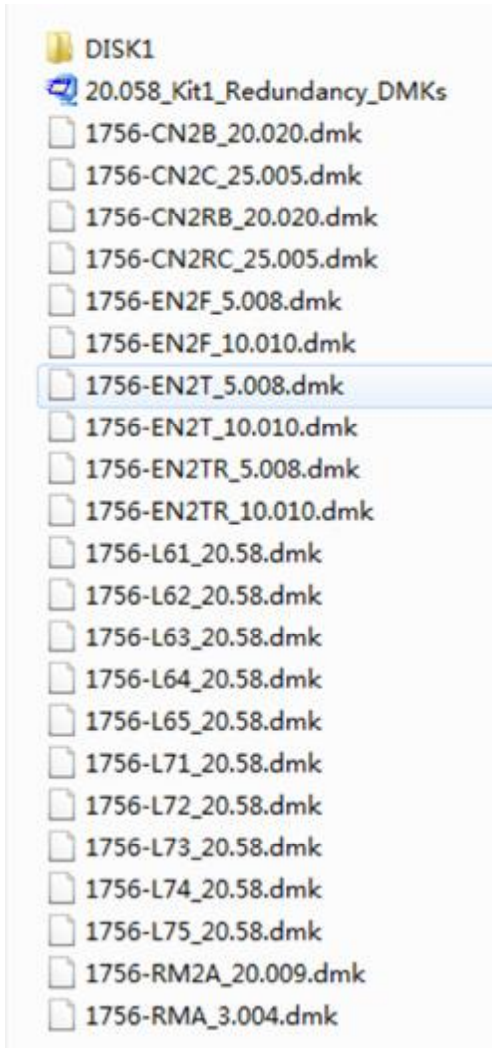 DISK1
20.058_Kit1_Redundancy_DMKs
1756-CN2B_20.020.dmk
1756-CN2C_25.005.dmk
1756-CN2RB_20.020.dmk
1756-CN2RC_25.005.dmk
1756-EN2F_5.008.dmk
1756-EN2F_10.010.dmk
1756-EN2T_5.008.dmk
1756-EN2T_10.010.dmk
1756-EN2TR_5.008.dmk
1756-EN2TR_10.010.dmk
1756-L61_20.58.dmk
1756-L62_20.58.dmk
1756-L63_20.58.dmk
1756-L64_20.58.dmk
1756-L65_20.58.dmk
1756-L71_20.58.dmk
1756-L72_20.58.dmk
1756-L73_20.58.dmk
1756-L74_20.58.dmk
1756-L75_20.58.dmk
1756-RM2A_20.009.dmk
1756-RMA_3.004.dmk